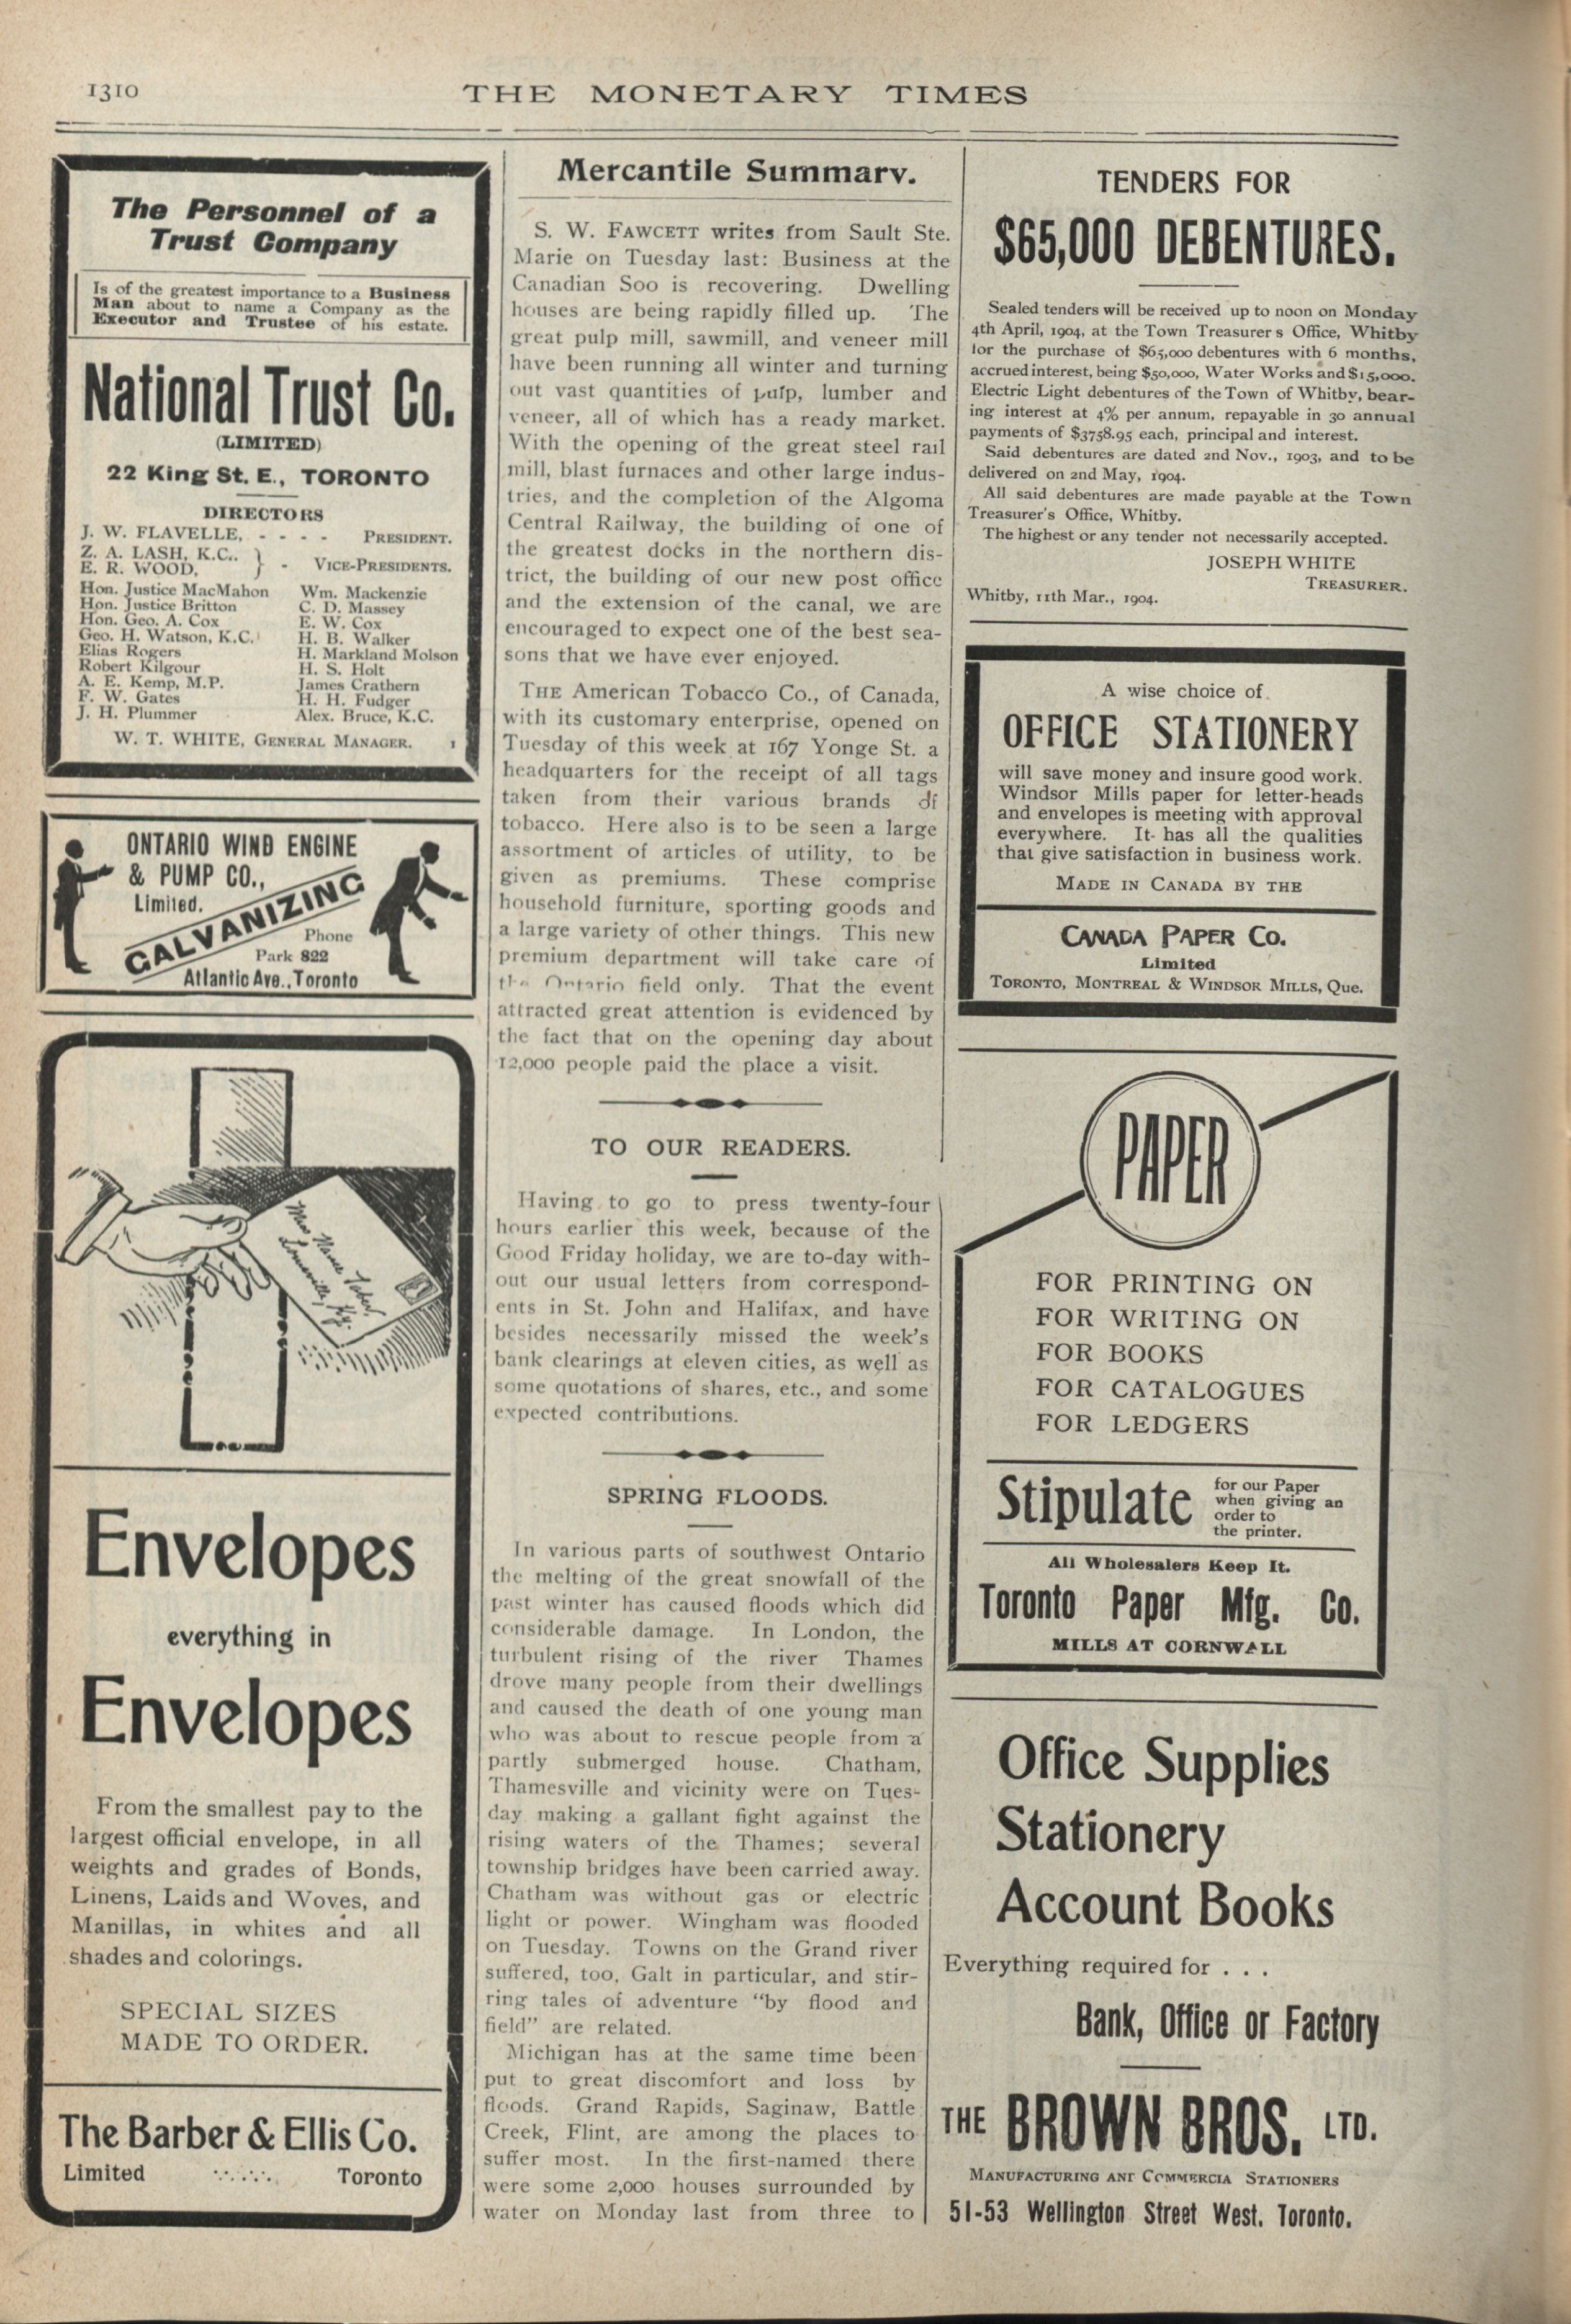 1310
THE MONETARY TIMES
The Personnel of a
Trust Company
Is of the greatest importance to a Business
Man about to name a Company as the
Executor and Trustee of his estate.
National Trust Co.
(LIMITED)
22 King St. E., TORONTO
DIRECTORS
J. W. FLAVELLE, - - - - PRESIDENT.
Z. A. LASH, K.C..
E. R. WOOD, } - VICE-PRESIDENTS.
Hon. Justice MacMahon Wm. Mackenzie
Hon. Justice Britton C. D. Massey
Hon. Geo. A. Cox E. W. Cox
Geo. H. Watson, K.C. H. B. Walker
Elias Rogers H. Markland Molson
Robert Kilgour H. S. Holt
A. E. Kemp, M.P. James Crathern
F. W. Gates H. H. Fudger
J. H. Plummer Alex. Bruce, K.C.
W. T. WHITE, GENERAL MANAGER. 1
ONTARIO WIND ENGINE
& PUMP CO.,
Limited.
GALVANIZING
Phone
Park 822
Atlantic Ave., Toronto
Louisville, Ky.
Envelopes
everything in
Envelopes
From the smallest pay to the
largest official envelope, in all
weights and grades of Bonds,
Linens, Laids and Woves, and
Manillas, in whites and all
shades and colorings.
SPECIAL SIZES
MADE TO ORDER.
The Barber & Ellis Co.
Limited Toronto
Mercantile Summary.
S. W. FAWCETT writes from Sault Ste.
Marie on Tuesday last: Business at the
Canadian Soo is recovering. Dwelling
houses are being rapidly filled up. The
great pulp mill, sawmill, and veneer mill
have been running all winter and turning
out vast quantities of pulp, lumber and
veneer, all of which has a ready market.
With the opening of the great steel rail
mill, blast furnaces and other large indus-
tries, and the completion of the Algoma
Central Railway, the building of one of
the greatest docks in the northern dis-
trict, the building of our new post office
and the extension of the canal, we are
encouraged to expect one of the best sea-
sons that we have ever enjoyed.
THE American Tobacco Co., of Canada,
with its customary enterprise, opened on
Tuesday of this week at 167 Yonge St. a
headquarters for the receipt of all tags
taken from their various brands of
tobacco. Here also is to be seen a large
assortment of articles of utility, to be
given as premiums. These comprise
household furniture, sporting goods and
a large variety of other things. This new
premium department will take care of
the Ontario field only. That the event
attracted great attention is evidenced by
the fact that on the opening day about
12,000 people paid the place a visit.
TO OUR READERS.
Having to go to press twenty-four
hours earlier this week, because of the
Good Friday holiday, we are to-day with-
out our usual letters from correspond-
ents in St. John and Halifax, and have
besides necessarily missed the week's
bank clearings at eleven cities, as well as
some quotations of shares, etc., and some
expected contributions.
SPRING FLOODS.
In various parts of southwest Ontario
the melting of the great snowfall of the
past winter has caused floods which did
considerable damage. In London, the
turbulent rising of the river Thames
drove many people from their dwellings
and caused the death of one young man
who was about to rescue people from a
partly submerged house. Chatham,
Thamesville and vicinity were on Tues-
day making a gallant fight against the
rising waters of the Thames; several
township bridges have been carried away.
Chatham was without gas or electric
light or power. Wingham was flooded
on Tuesday. Towns on the Grand river
suffered, too, Galt in particular, and stir-
ring tales of adventure "by flood and
field" are related.
Michigan has at the same time been
put to great discomfort and loss by
floods. Grand Rapids, Saginaw, Battle
Creek, Flint, are among the places to
suffer most. In the first-named there
were some 2,000 houses surrounded by
water on Monday last from three to
TENDERS FOR
$65,000 DEBENTURES.
Sealed tenders will be received up to noon on Monday
4th April, 1904, at the Town Treasurer s Office, Whitby
for the purchase of $65,000 debentures with 6 months,
accrued interest, being $50,000, Water Works and $15,000.
Electric Light debentures of the Town of Whitby, bear-
ing interest at 4% per annum, repayable in 30 annual
payments of $3758.95 each, principal and interest.
Said debentures are dated 2nd Nov., 1903, and to be
delivered on 2nd May, 1904.
All said debentures are made payable at the Town
Treasurer's Office, Whitby.
The highest or any tender not necessarily accepted.
JOSEPH WHITE
TREASURER.
Whitby, 11th Mar., 1904.
A wise choice of
OFFICE STATIONERY
will save money and insure good work.
Windsor Mills paper for letter-heads
and envelopes is meeting with approval
everywhere. It has all the qualities
that give satisfaction in business work.
MADE IN CANADA BY THE
CANADA PAPER CO.
Limited
TORONTO, MONTREAL & WINDSOR MILLS, Que.
PAPER
FOR PRINTING ON
FOR WRITING ON
FOR BOOKS
FOR CATALOGUES
FOR LEDGERS
Stipulate for our Paper
when giving an
order to
the printer.
All Wholesalers Keep It.
Toronto Paper Mfg. Co.
MILLS AT CORNWALL
Office Supplies
Stationery
Account Books
Everything required for . . .
Bank, Office or Factory
THE BROWN BROS. LTD.
MANUFACTURING AND COMMERCIA STATIONERS
51-53 Wellington Street West, Toronto.